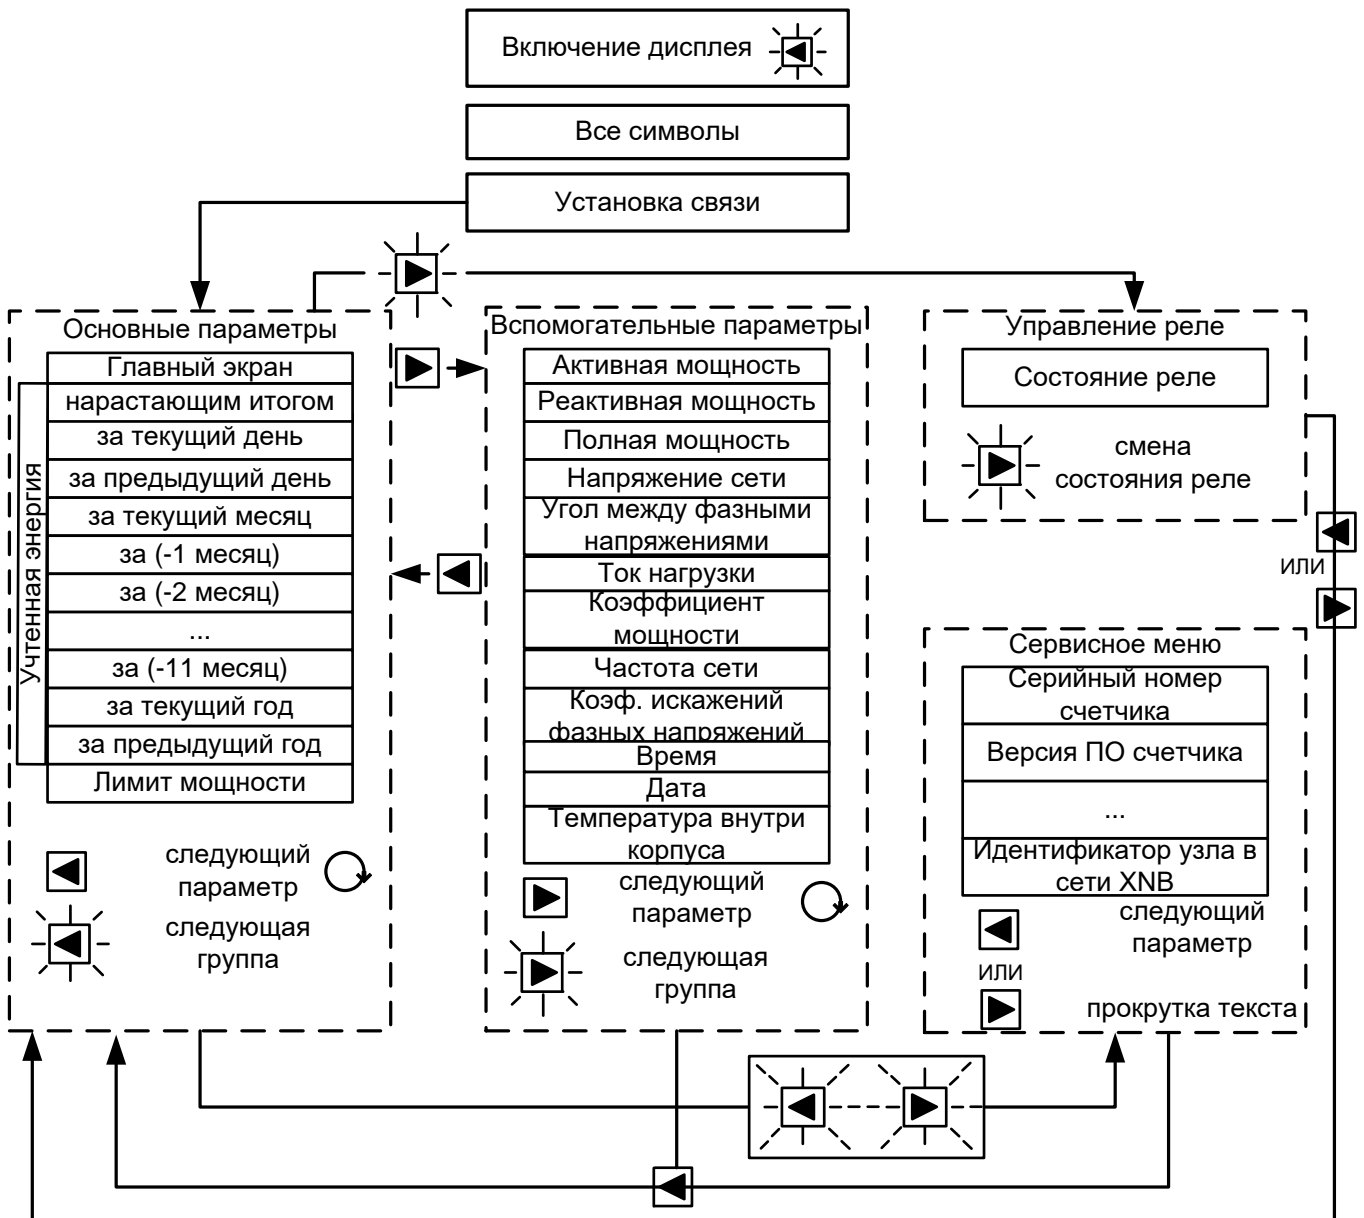 Включение дисплея
Все символы
Установка связи
Основные параметры
Главный экран
Учтенная энергия
нарастающим итогом
за текущий день
за предыдущий день
за текущий месяц
за (-1 месяц)
за (-2 месяц)
...
за (-11 месяц)
за текущий год
за предыдущий год
Лимит мощности
следующий
параметр
следующая
группа
Вспомогательные параметры
Активная мощность
Реактивная мощность
Полная мощность
Напряжение сети
Угол между фазными
напряжениями
Ток нагрузки
Коэффициент
мощности
Частота сети
Коэф. искажений
фазных напряжений
Время
Дата
Температура внутри
корпуса
следующий
параметр
следующая
группа
Управление реле
Состояние реле
смена
состояния реле
или
Сервисное меню
Серийный номер
счетчика
Версия ПО счетчика
...
Идентификатор узла в
сети XNB
следующий
параметр
или
прокрутка текста